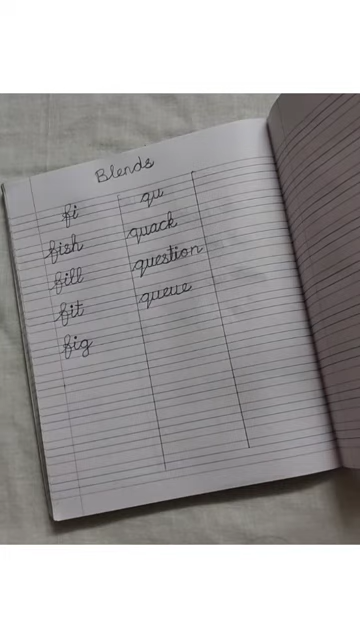 Blends
fi qu
fish quack
fill question
fit queue
fig